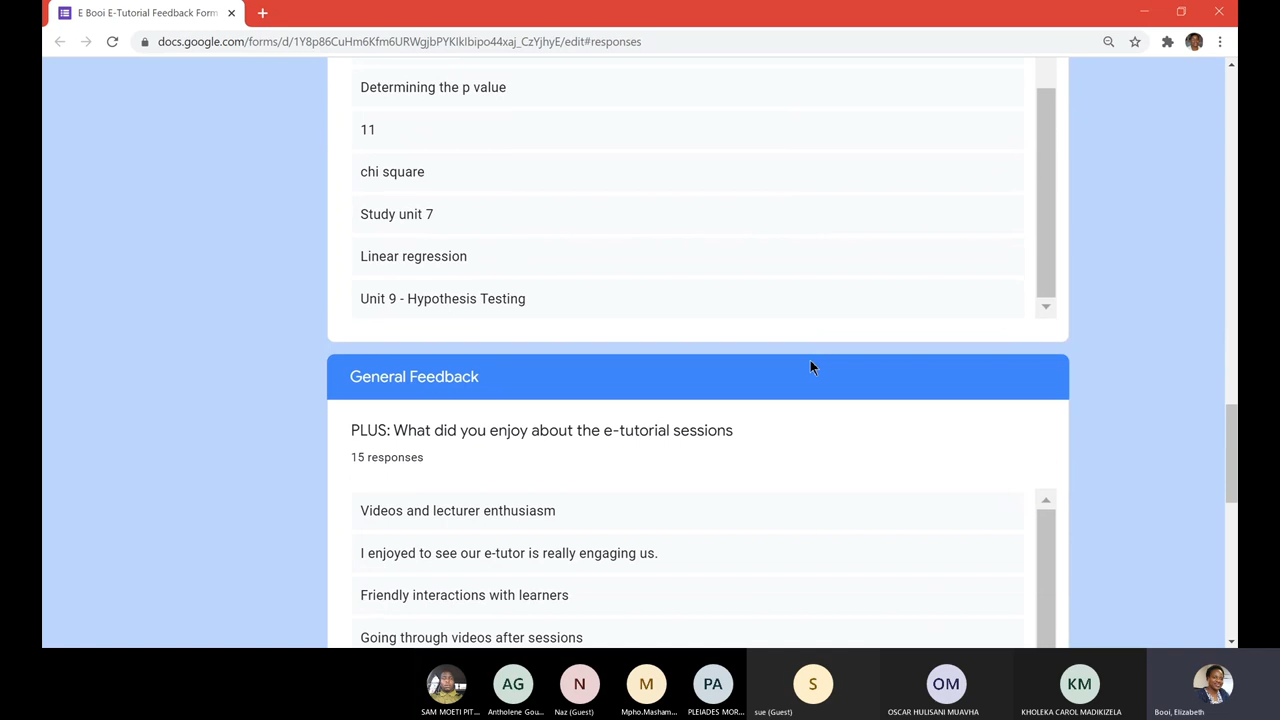 E Booi E-Tutorial Feedback Form
docs.google.com/forms/d/1Y8p86CuHm6Kfm6URWgjbPYKIkIbipo44xaj_CzYjhyE/edit#responses
Determining the p value
11
chi square
Study unit 7
Linear regression
Unit 9 - Hypothesis Testing
General Feedback
PLUS: What did you enjoy about the e-tutorial sessions
15 responses
Videos and lecturer enthusiasm
I enjoyed to see our e-tutor is really engaging us.
Friendly interactions with learners
Going through videos after sessions
AG N M PA S OM KM
SAM MOETI PIT... Antholene Gou... Naz (Guest) Mpho.Masham... PLEIADES MOR... sue (Guest) OSCAR HULISANI MUAVHA KHOLEKA CAROL MADIKIZELA Booi, Elizabeth